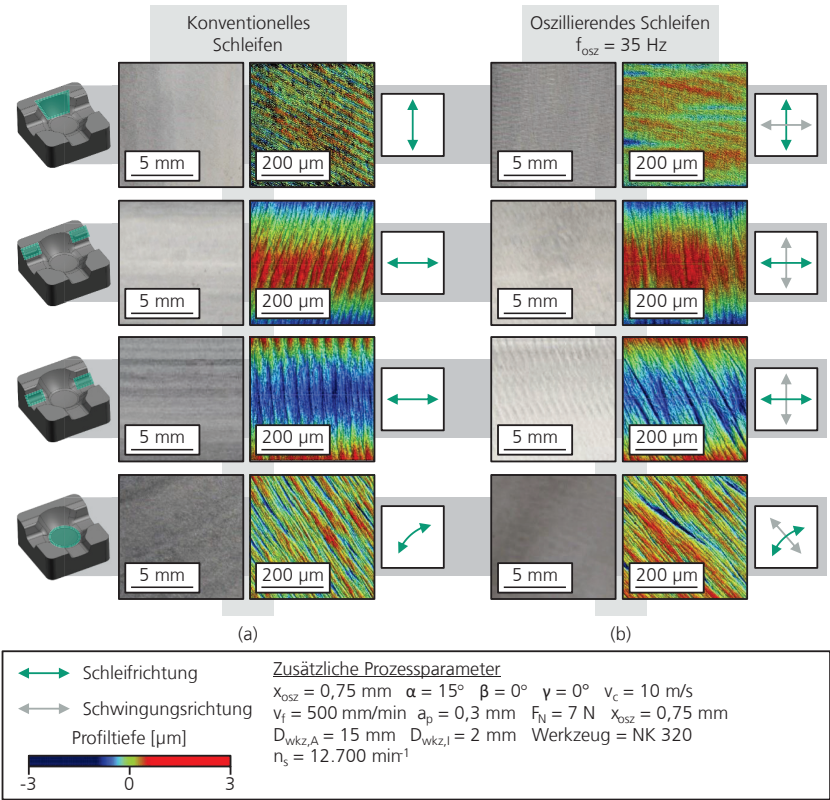 Konventionelles
Schleifen
Oszillierendes Schleifen
f_osz = 35 Hz
5 mm
200 µm
5 mm
200 µm
5 mm
200 µm
5 mm
200 µm
5 mm
200 µm
5 mm
200 µm
5 mm
200 µm
5 mm
200 µm
(a)
(b)
Schleifrichtung
Schwingungsrichtung
Profiltiefe [µm]
-3
0
3
Zusätzliche Prozessparameter
x_osz = 0,75 mm α = 15° β = 0° γ = 0° v_c = 10 m/s
v_f = 500 mm/min a_p = 0,3 mm F_N = 7 N x_osz = 0,75 mm
D_wkz,A = 15 mm D_wkz,I = 2 mm Werkzeug = NK 320
n_s = 12.700 min⁻¹